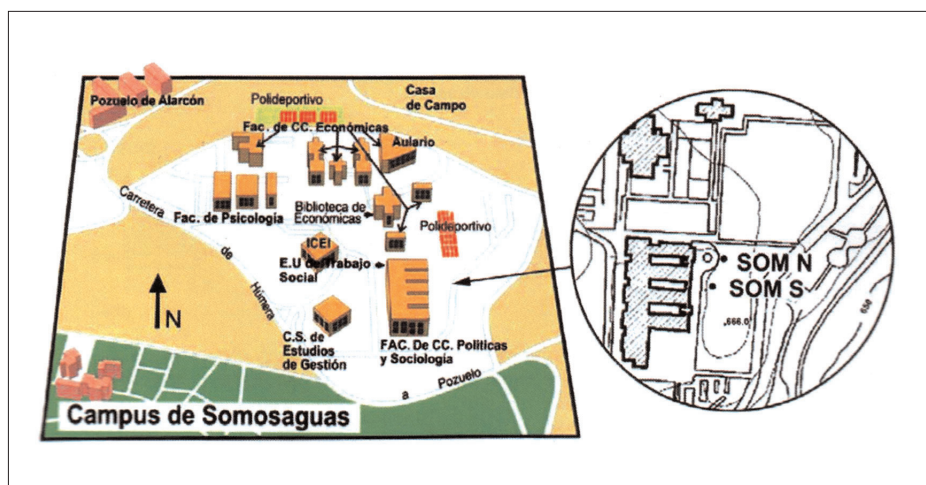 Pozuelo de Alarcón
Polideportivo
Casa
de Campo
Fac. de CC. Económicas
Aulario
Carretera
de
Húmera
a
Pozuelo
Fac. de Psicología
Biblioteca de
Económicas
Polideportivo
ICEI
E.U de Trabajo
Social
N
C.S. de
Estudios
de Gestión
FAC. De CC. Políticas
y Sociología
Campus de Somosaguas
SOM N
SOM S
.666.0
650